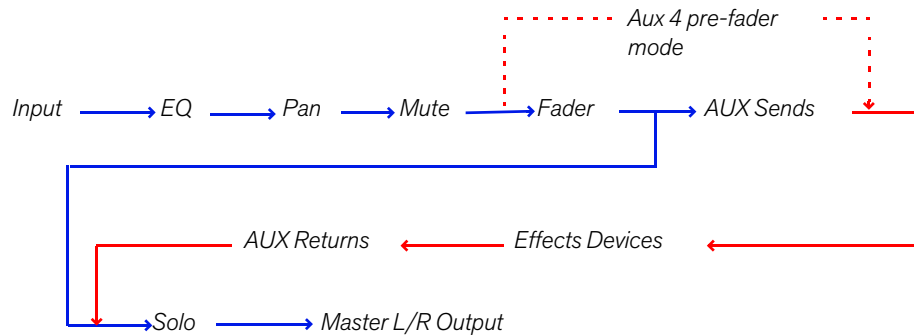 Aux 4 pre-fader
mode
Input EQ Pan Mute Fader AUX Sends
AUX Returns Effects Devices
Solo Master L/R Output